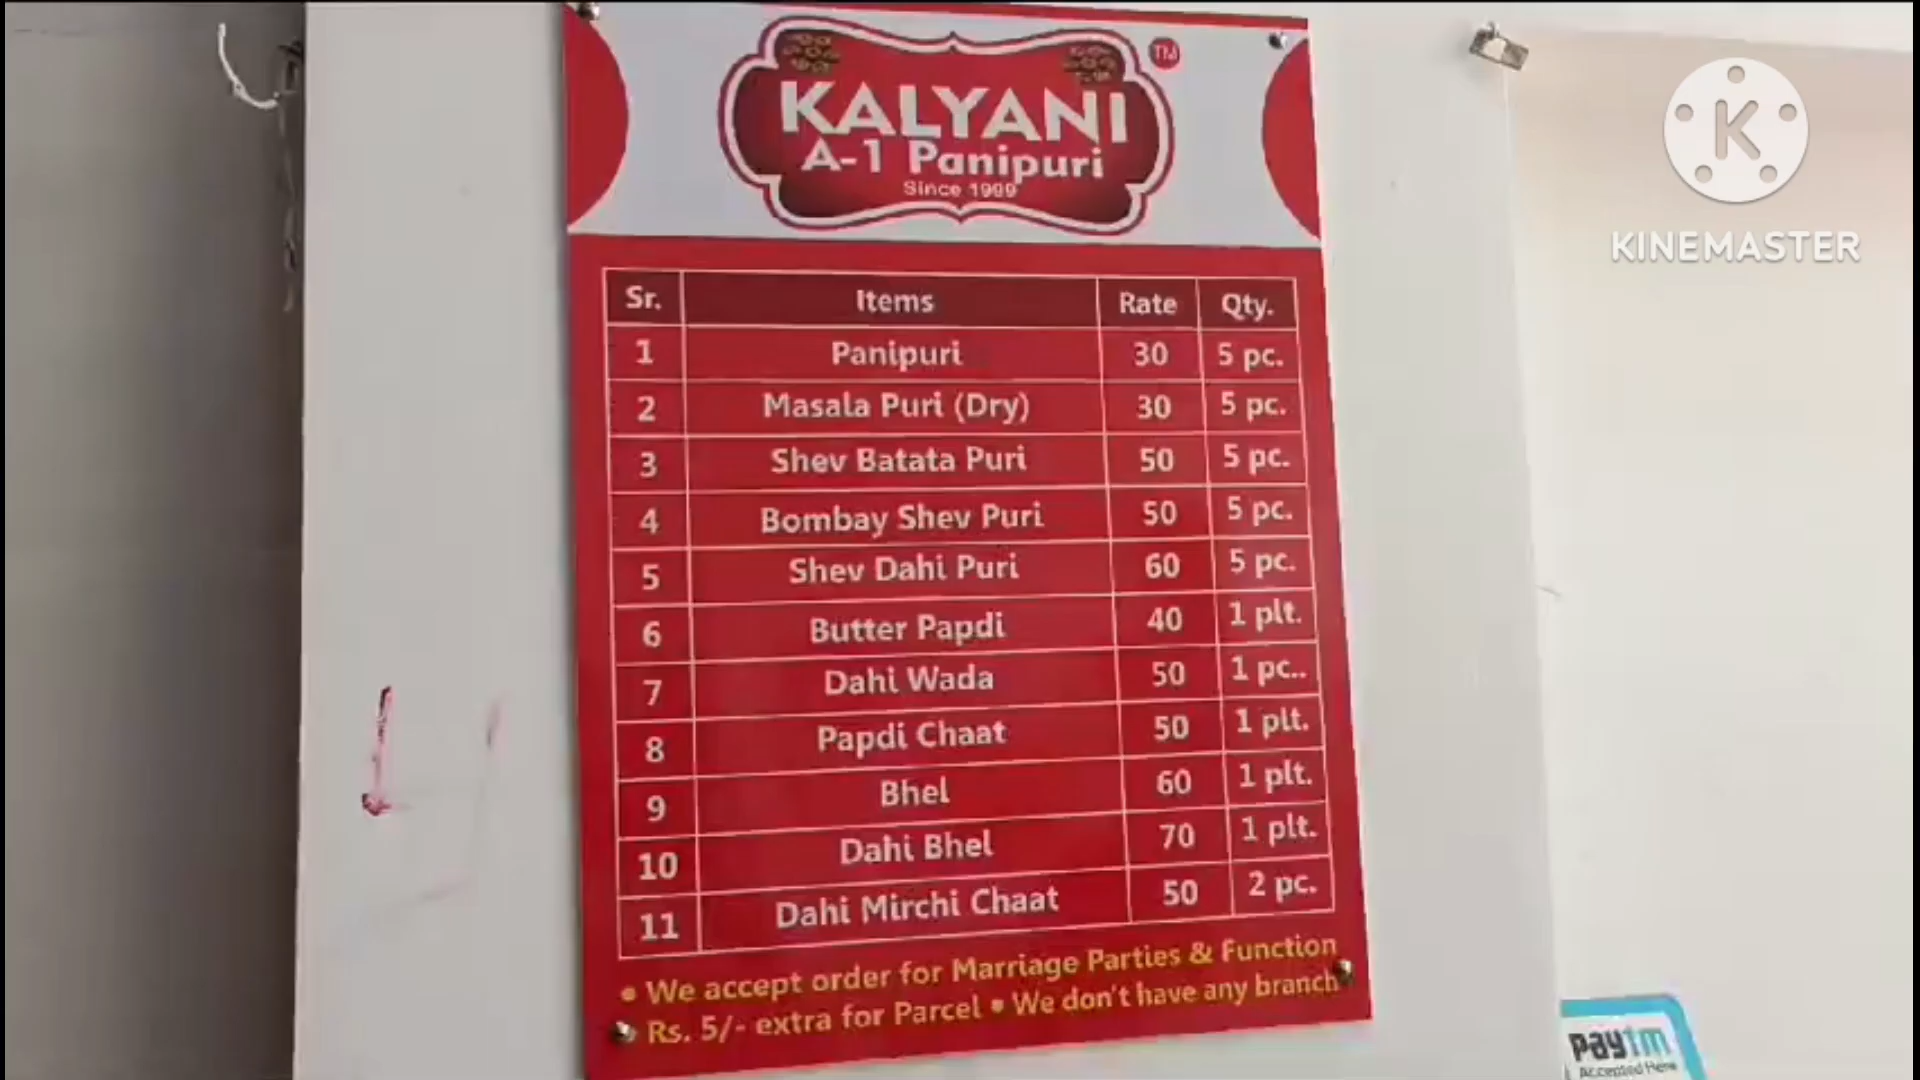 KALYANI
TM
A-1 Panipuri
Since 1999
KINEMASTER
Sr. Items Rate Qty.
1 Panipuri 30 5 pc.
2 Masala Puri (Dry) 30 5 pc.
3 Shev Batata Puri 50 5 pc.
4 Bombay Shev Puri 50 5 pc.
5 Shev Dahi Puri 60 5 pc.
6 Butter Papdi 40 1 plt.
7 Dahi Wada 50 1 pc..
8 Papdi Chaat 50 1 plt.
9 Bhel 60 1 plt.
10 Dahi Bhel 70 1 plt.
11 Dahi Mirchi Chaat 50 2 pc.
• We accept order for Marriage Parties & Function
• Rs. 5/- extra for Parcel • We don't have any branch
paytm
Accepted Here